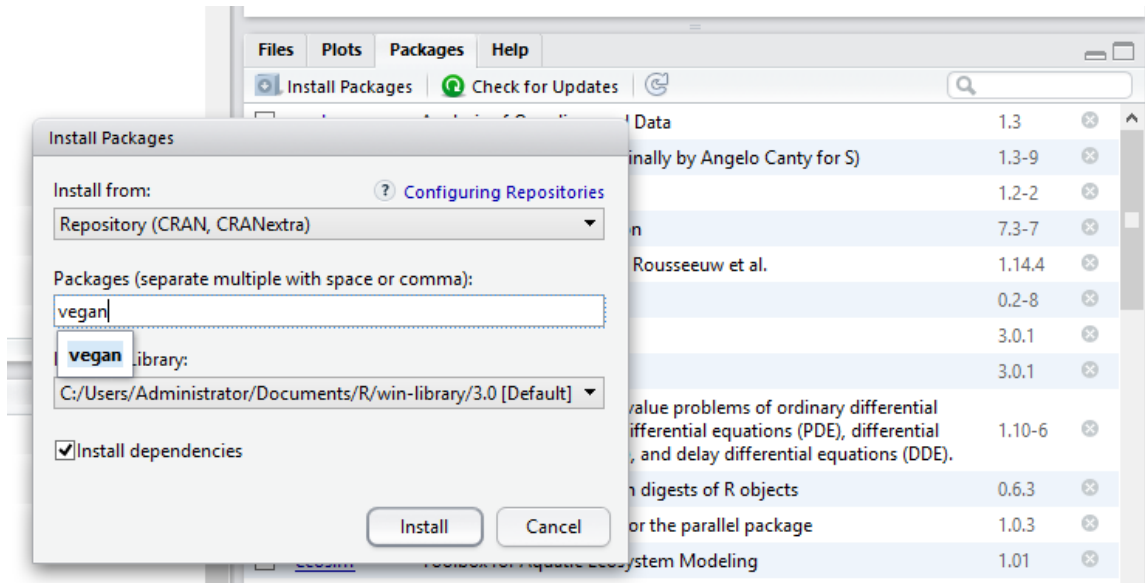 Files Plots Packages Help
Install Packages Check for Updates
Data 1.3
Install Packages
inally by Angelo Canty for S) 1.3-9
Install from: ? Configuring Repositories
1.2-2
Repository (CRAN, CRANextra)
n 7.3-7
Rousseeuw et al. 1.14.4
Packages (separate multiple with space or comma):
0.2-8
vegan
3.0.1
vegan
Library:
3.0.1
C:/Users/Administrator/Documents/R/win-library/3.0 [Default]
value problems of ordinary differential
ifferential equations (PDE), differential 1.10-6
, and delay differential equations (DDE).
Install dependencies
n digests of R objects 0.6.3
Install Cancel
or the parallel package 1.0.3
ystem Modeling 1.01